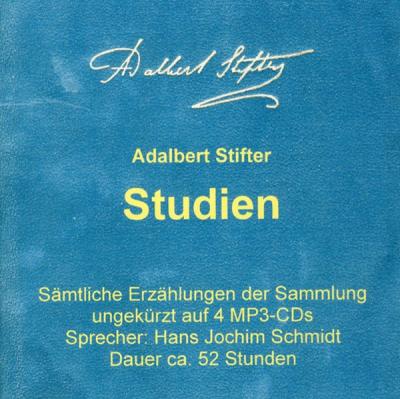 Adalbert Stifter
Adalbert Stifter
Studien
Sämtliche Erzählungen der Sammlung
ungekürzt auf 4 MP3-CDs
Sprecher: Hans Jochim Schmidt
Dauer ca. 52 Stunden